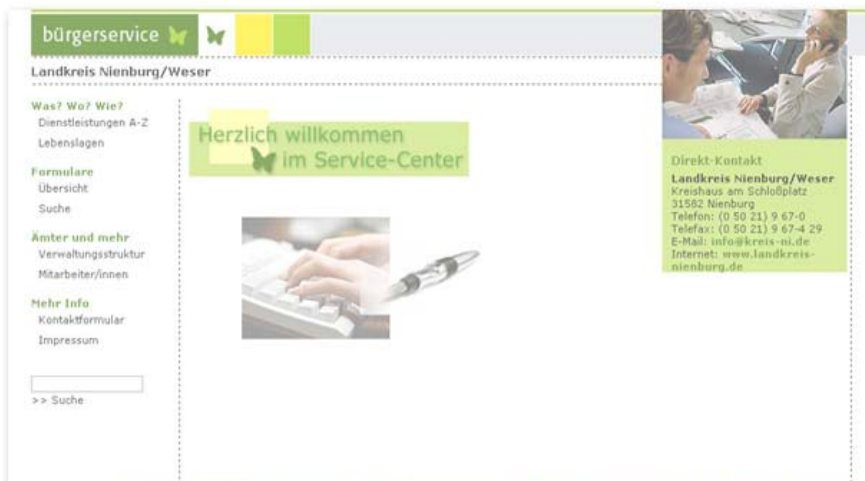 bürgerservice
Landkreis Nienburg/Weser
Was? Wo? Wie?
Dienstleistungen A-Z
Lebenslagen
Formulare
Übersicht
Suche
Ämter und mehr
Verwaltungsstruktur
Mitarbeiter/innen
Mehr Info
Kontaktformular
Impressum
>> Suche
Herzlich willkommen
im Service-Center
Direkt-Kontakt
Landkreis Nienburg/Weser
Kreishaus am Schloßplatz
31582 Nienburg
Telefon: (0 50 21) 9 67-0
Telefax: (0 50 21) 9 67-4 29
E-Mail: info@kreis-ni.de
Internet: www.landkreis-
nienburg.de